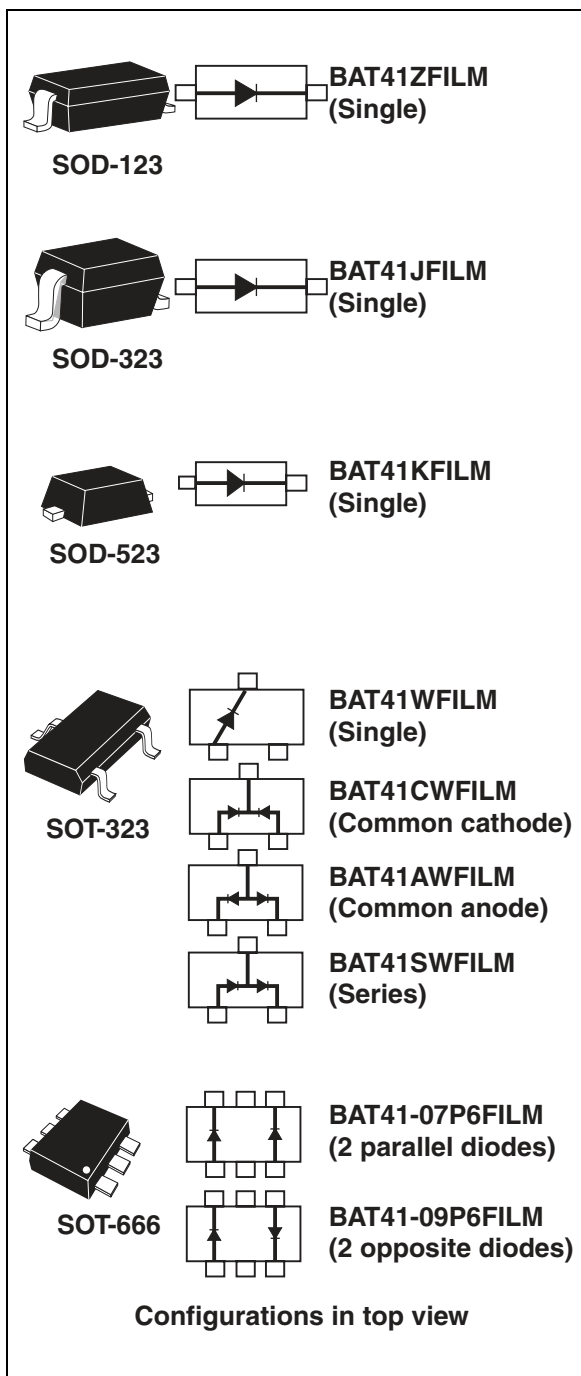 BAT41ZFILM
(Single)
SOD-123
BAT41JFILM
(Single)
SOD-323
BAT41KFILM
(Single)
SOD-523
BAT41WFILM
(Single)
SOT-323
BAT41CWFILM
(Common cathode)
BAT41AWFILM
(Common anode)
BAT41SWFILM
(Series)
BAT41-07P6FILM
(2 parallel diodes)
SOT-666
BAT41-09P6FILM
(2 opposite diodes)
Configurations in top view